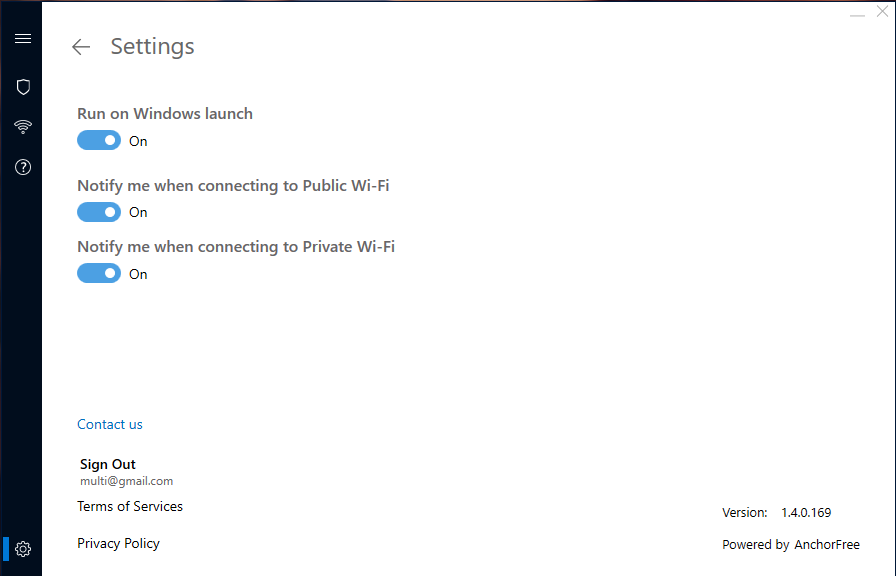 Settings
Run on Windows launch
On
Notify me when connecting to Public Wi-Fi
On
Notify me when connecting to Private Wi-Fi
On
Contact us
Sign Out
multi@gmail.com
Terms of Services
Version: 1.4.0.169
Privacy Policy
Powered by AnchorFree